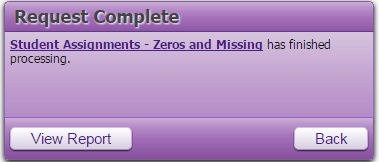 Request Complete
Student Assignments - Zeros and Missing has finished
processing.
View Report
Back